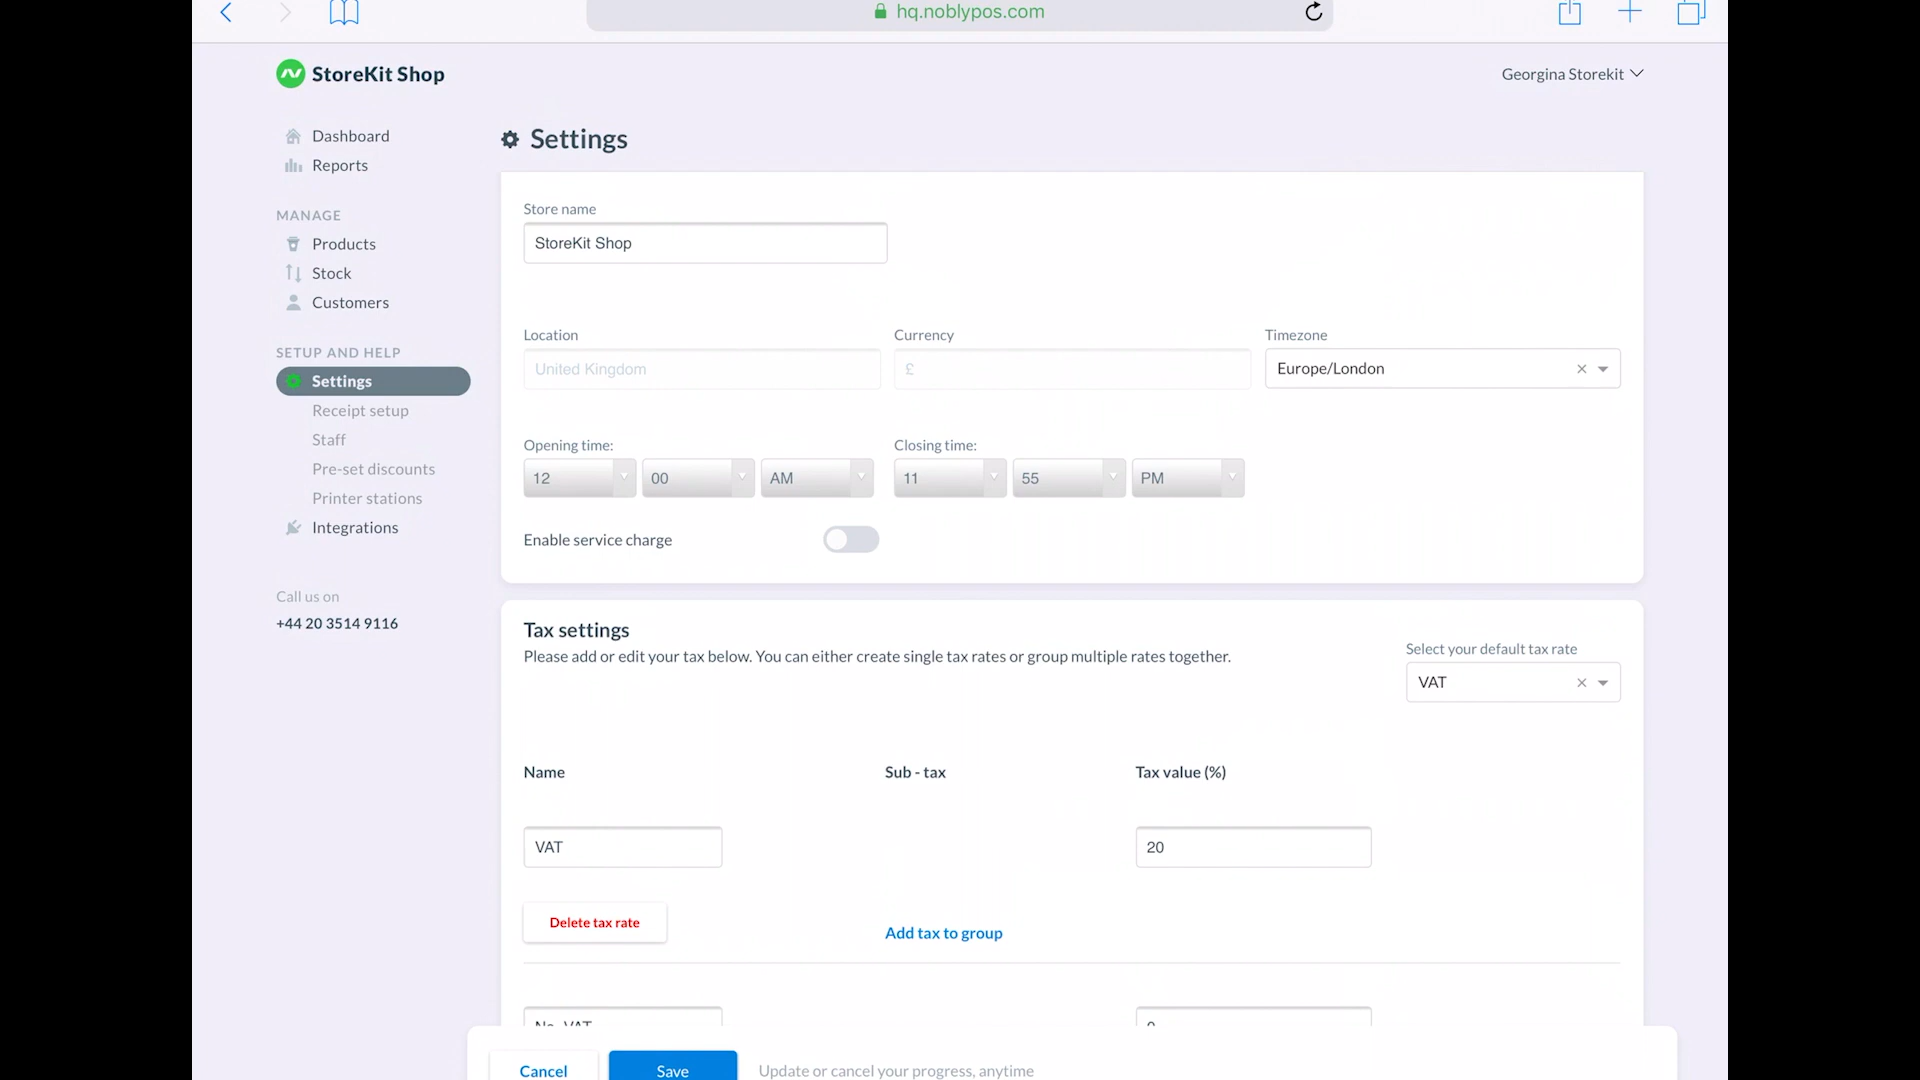 hq.noblypos.com
StoreKit Shop
Georgina Storekit
Dashboard
Reports
MANAGE
Products
Stock
Customers
SETUP AND HELP
Settings
Receipt setup
Staff
Pre-set discounts
Printer stations
Integrations
Call us on
+44 20 3514 9116
Settings
Store name
StoreKit Shop
Location Currency Timezone
United Kingdom £ Europe/London
Opening time: Closing time:
12 00 AM 11 55 PM
Enable service charge
Tax settings
Please add or edit your tax below. You can either create single tax rates or group multiple rates together.
Select your default tax rate
VAT
Name Sub - tax Tax value (%)
VAT 20
Delete tax rate
Add tax to group
VAT
Cancel Save Update or cancel your progress, anytime